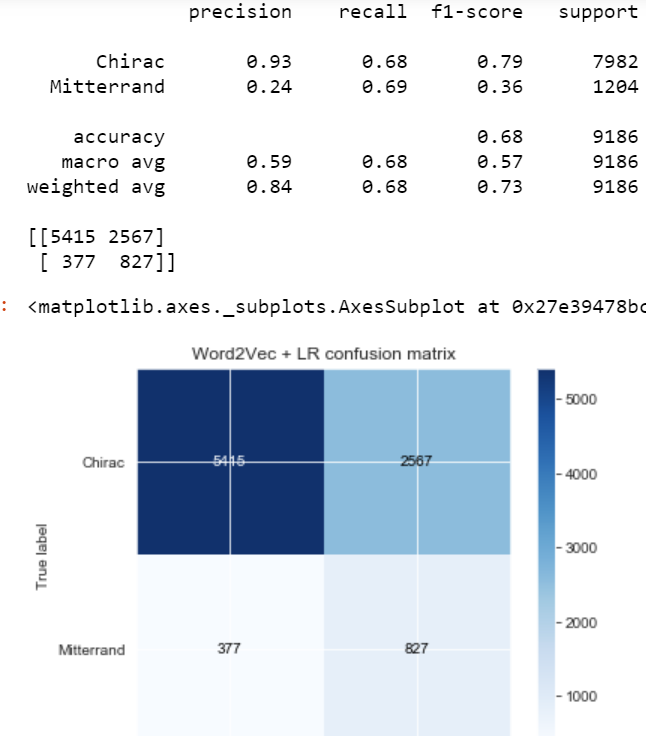 precision recall f1-score support
Chirac 0.93 0.68 0.79 7982
Mitterrand 0.24 0.69 0.36 1204
accuracy 0.68 9186
macro avg 0.59 0.68 0.57 9186
weighted avg 0.84 0.68 0.73 9186
[[5415 2567]
[ 377 827]]
: <matplotlib.axes._subplots.AxesSubplot at 0x27e39478bc
Word2Vec + LR confusion matrix
5000
Chirac 5415 2567
4000
True label
3000
2000
Mitterrand 377 827
1000